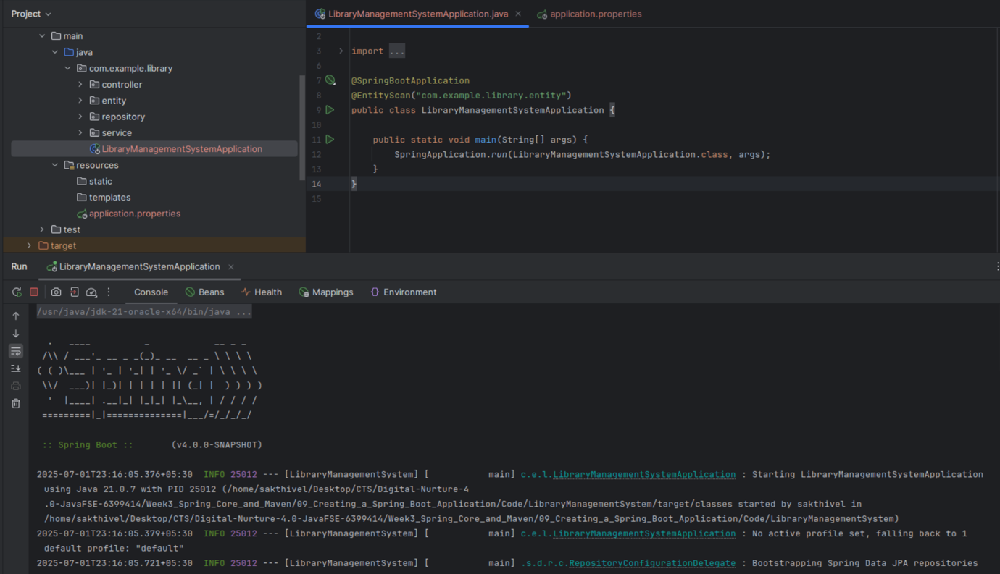 Project
main
java
com.example.library
controller
entity
repository
service
LibraryManagementSystemApplication
resources
static
templates
application.properties
test
target
LibraryManagementSystemApplication.java
application.properties
2
3 import ...
6
7 @SpringBootApplication
8 @EntityScan("com.example.library.entity")
9 public class LibraryManagementSystemApplication {
10
11     public static void main(String[] args) {
12         SpringApplication.run(LibraryManagementSystemApplication.class, args);
13     }
14 }
15
Run LibraryManagementSystemApplication
Console Beans Health Mappings Environment
/usr/java/jdk-21-oracle-x64/bin/java ...
  .   ____          _            __ _ _
 /\\ / ___'_ __ _ _(_)_ __  __ _ \ \ \ \
( ( )\___ | '_ | '_| | '_ \/ _` | \ \ \ \
 \\/  ___)| |_)| | | | | || (_| |  ) ) ) )
  '  |____| .__|_| |_|_| |_\__, | / / / /
 =========|_|==============|___/=/_/_/_/
 :: Spring Boot ::       (v4.0.0-SNAPSHOT)
2025-07-01T23:16:05.376+05:30  INFO 25012 --- [LibraryManagementSystem] [           main] c.e.l.LibraryManagementSystemApplication : Starting LibraryManagementSystemApplication
using Java 21.0.7 with PID 25012 (/home/sakthivel/Desktop/CTS/Digital-Nurture-4
.0-JavaFSE-6399414/Week3_Spring_Core_and_Maven/09_Creating_a_Spring_Boot_Application/Code/LibraryManagementSystem/target/classes started by sakthivel in
/home/sakthivel/Desktop/CTS/Digital-Nurture-4.0-JavaFSE-6399414/Week3_Spring_Core_and_Maven/09_Creating_a_Spring_Boot_Application/Code/LibraryManagementSystem)
2025-07-01T23:16:05.379+05:30  INFO 25012 --- [LibraryManagementSystem] [           main] c.e.l.LibraryManagementSystemApplication : No active profile set, falling back to 1
default profile: "default"
2025-07-01T23:16:05.721+05:30  INFO 25012 --- [LibraryManagementSystem] [           main] .s.d.r.c.RepositoryConfigurationDelegate : Bootstrapping Spring Data JPA repositories